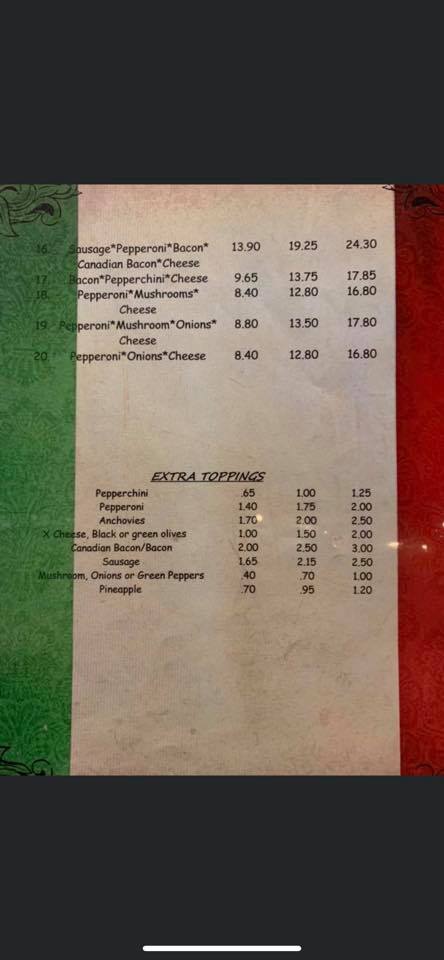 16. Sausage*Pepperoni*Bacon* 13.90 19.25 24.30
Canadian Bacon*Cheese
17. Bacon*Pepperchini*Cheese 9.65 13.75 17.85
18. Pepperoni*Mushrooms* 8.40 12.80 16.80
Cheese
19. Pepperoni*Mushroom*Onions* 8.80 13.50 17.80
Cheese
20. Pepperoni*Onions*Cheese 8.40 12.80 16.80
EXTRA TOPPINGS
Pepperchini .65 1.00 1.25
Pepperoni 1.40 1.75 2.00
Anchovies 1.70 2.00 2.50
X Cheese, Black or green olives 1.00 1.50 2.00
Canadian Bacon/Bacon 2.00 2.50 3.00
Sausage 1.65 2.15 2.50
Mushroom, Onions or Green Peppers .40 .70 1.00
Pineapple .70 .95 1.20